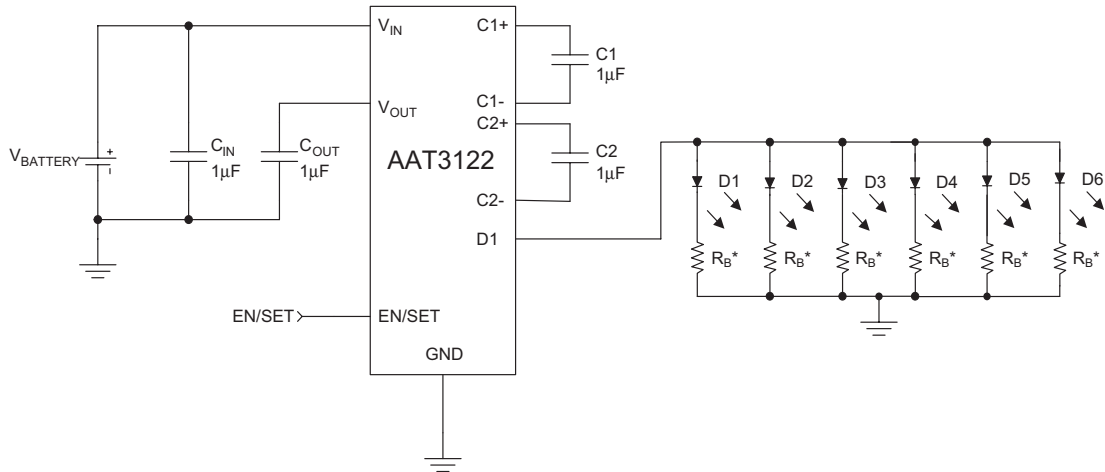 V_IN
C1+
C1
1μF
C1-
V_OUT
C2+
AAT3122
C2
1μF
C2-
D1
V_BATTERY
+
-
C_IN
1μF
C_OUT
1μF
D1
D2
D3
D4
D5
D6
R_B*
R_B*
R_B*
R_B*
R_B*
R_B*
EN/SET
EN/SET
GND